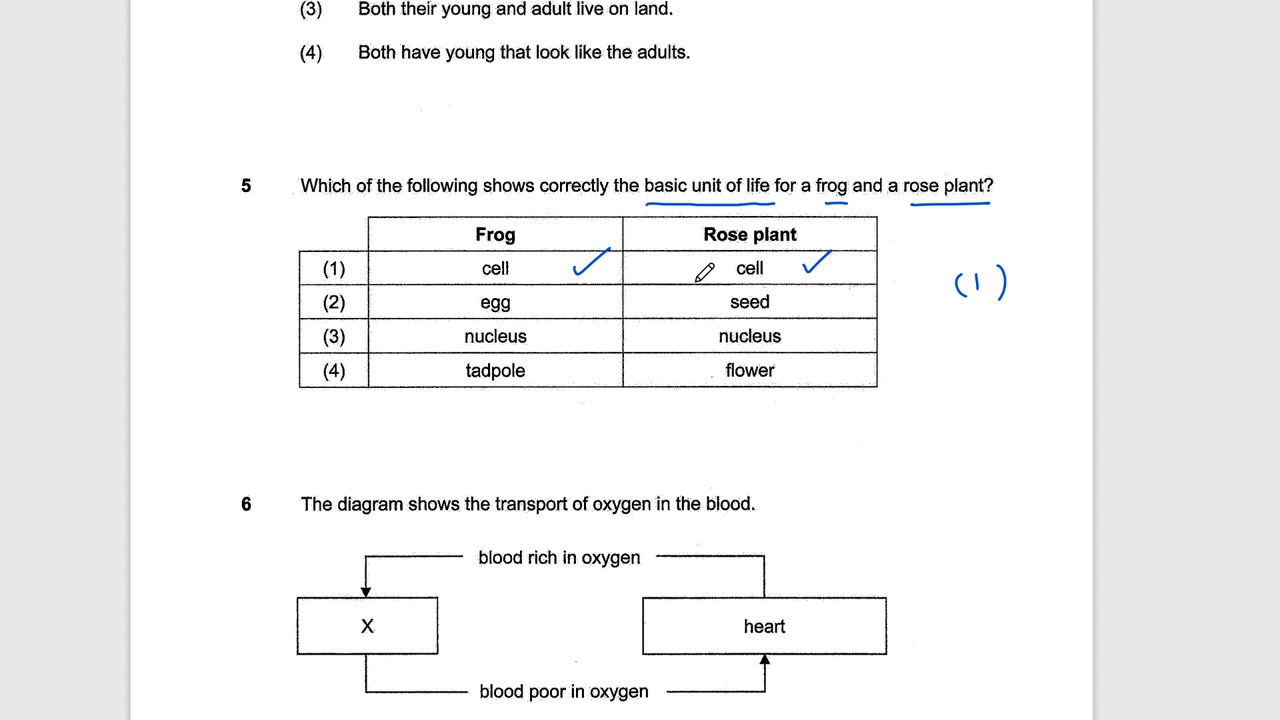 (3) Both their young and adult live on land.
(4) Both have young that look like the adults.
5 Which of the following shows correctly the basic unit of life for a frog and a rose plant?
Frog Rose plant
(1) cell cell
(1)
(2) egg seed
(3) nucleus nucleus
(4) tadpole flower
6 The diagram shows the transport of oxygen in the blood.
blood rich in oxygen
X heart
blood poor in oxygen